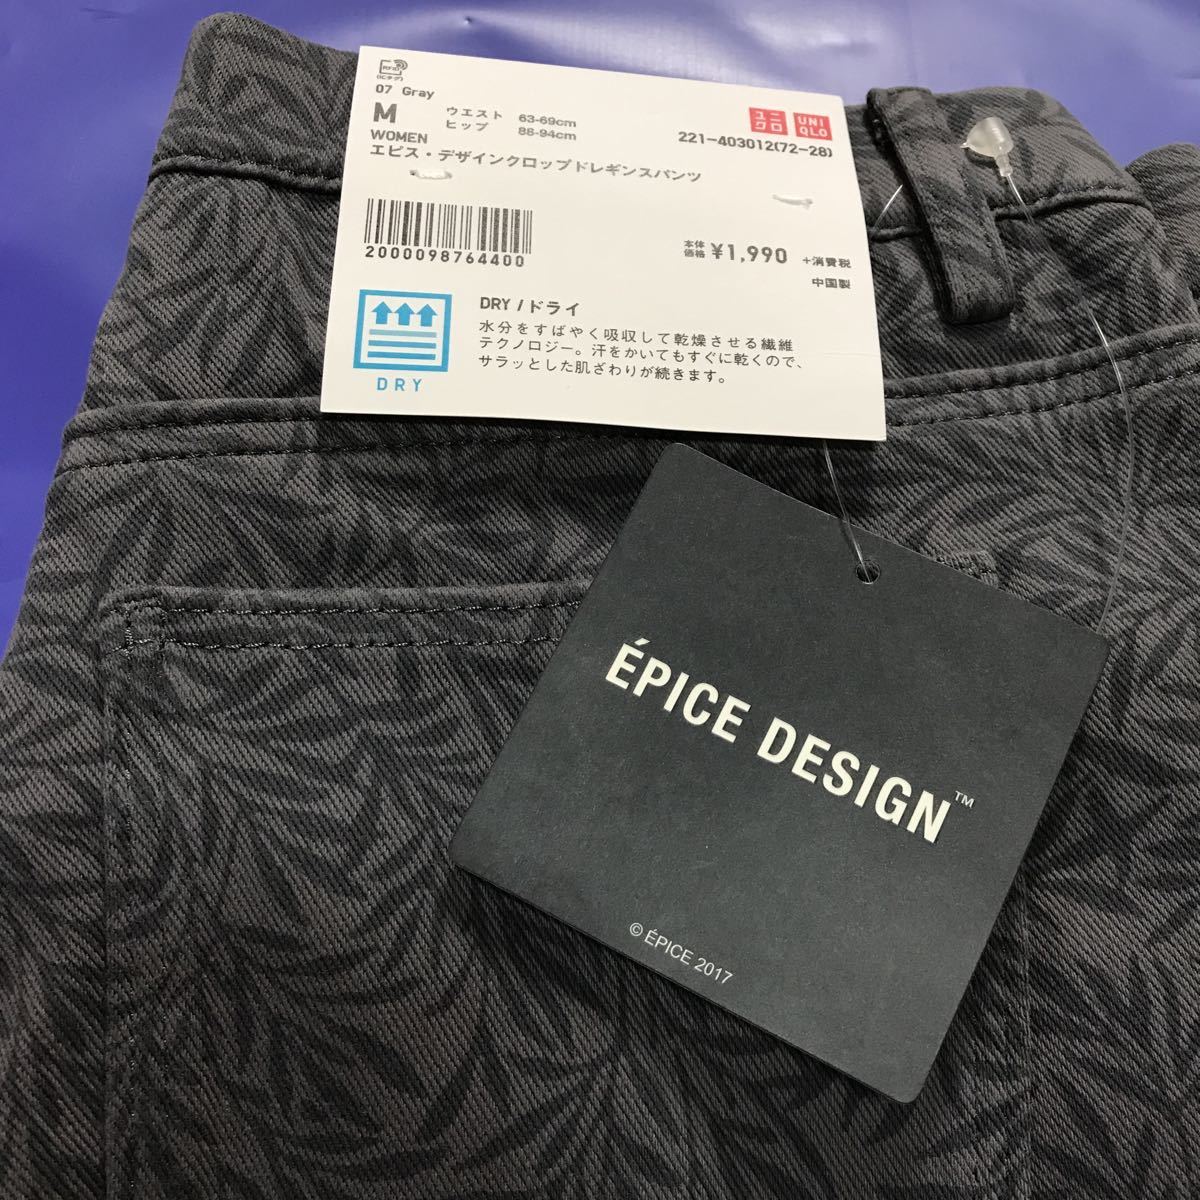 RFID
(ICタグ)
07 Gray
M
WOMEN
ウエスト 63-69cm
ヒップ 88-94cm
ユニ
クロ
UNI
QLO
221-403012(72-28)
エピス・デザインクロップドレギンスパンツ
2000098764400
本体
価格 ¥1,990 +消費税
中国製
DRY
DRY / ドライ
水分をすばやく吸収して乾燥させる繊維
テクノロジー。汗をかいてもすぐに乾くので、
サラッとした肌ざわりが続きます。
ÉPICE DESIGN™
© ÉPICE 2017